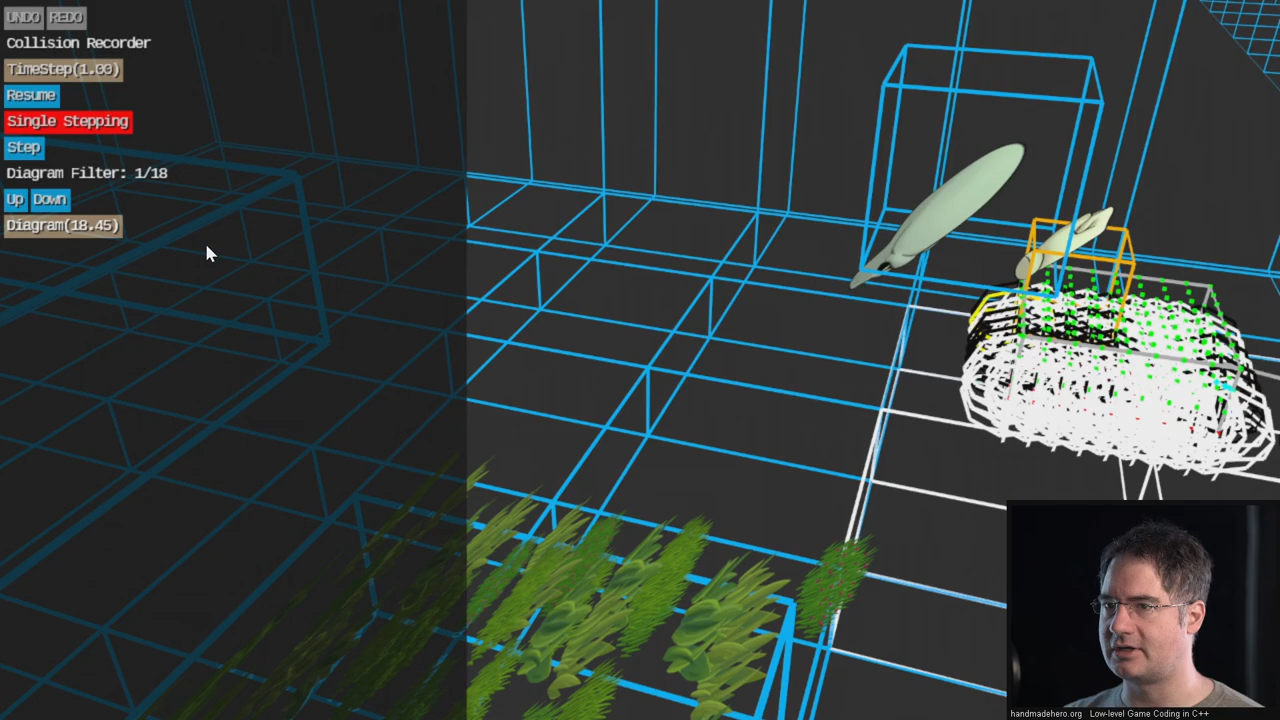 UNDO REDO
Collision Recorder
TimeStep(1.00)
Resume
Single Stepping
Step
Diagram Filter: 1/18
Up Down
Diagram(18.45)
handmadehero.org Low-level Game Coding in C++